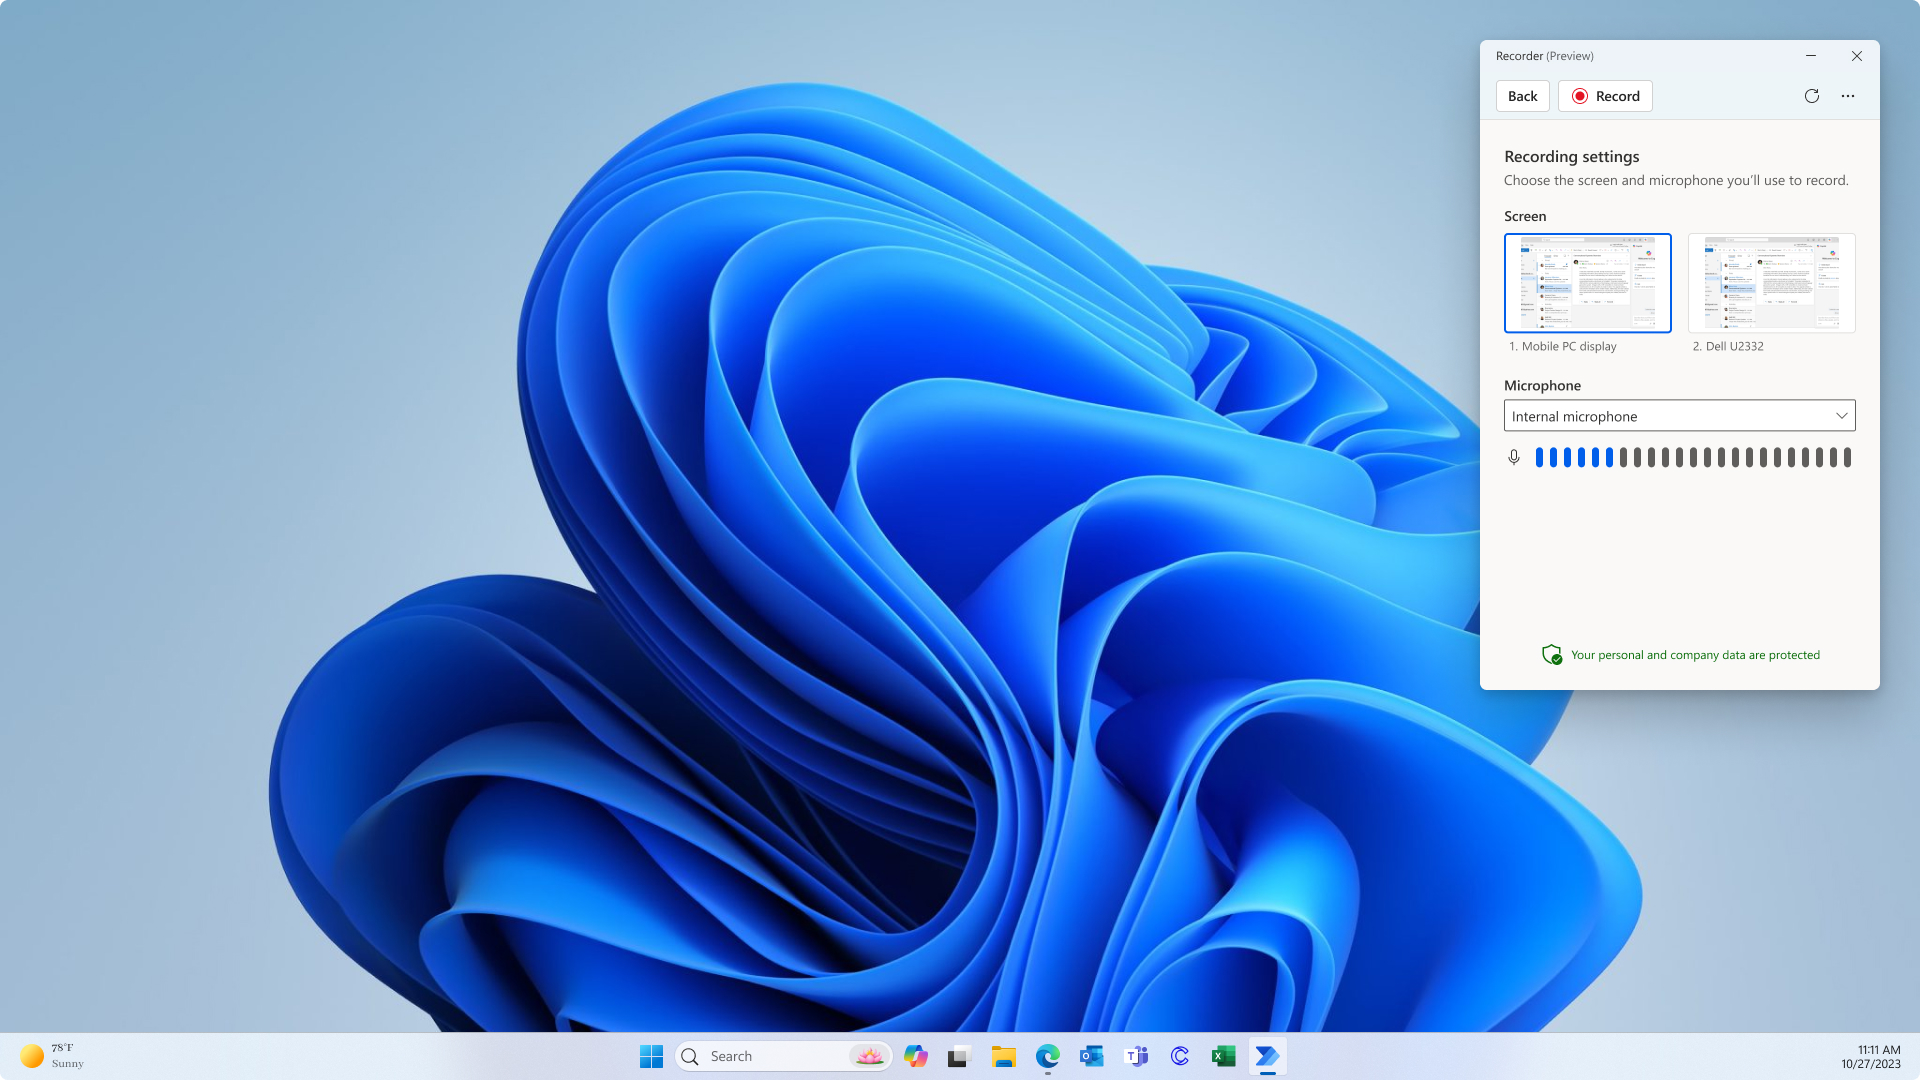 Recorder (Preview)
Back
Record
Recording settings
Choose the screen and microphone you'll use to record.
Screen
1. Mobile PC display
2. Dell U2332
Microphone
Internal microphone
Your personal and company data are protected
78°F
Sunny
Search
11:11 AM
10/27/2023